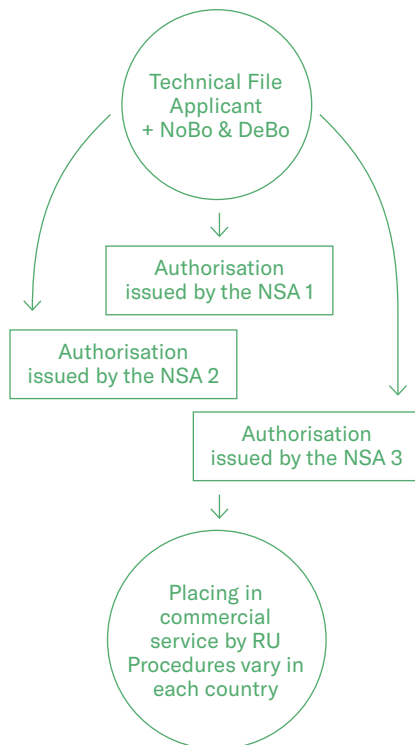 Technical File
Applicant
+ NoBo & DeBo
Authorisation
issued by the NSA 1
Authorisation
issued by the NSA 2
Authorisation
issued by the NSA 3
Placing in
commercial
service by RU
Procedures vary in
each country